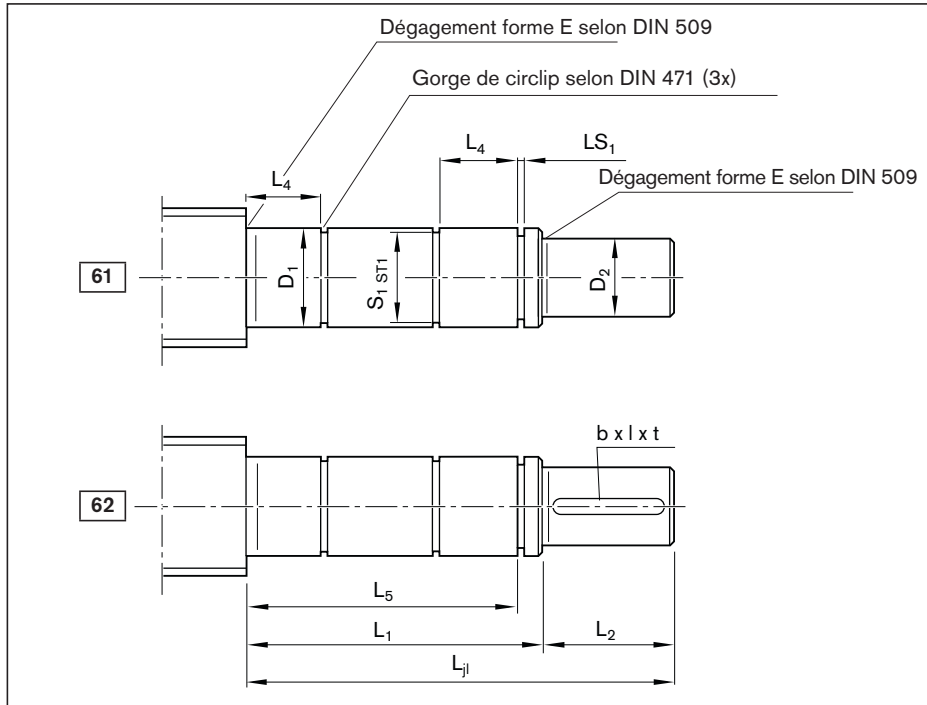 Dégagement forme E selon DIN 509
Gorge de circlip selon DIN 471 (3x)
L₄ LS₁
L₄ Dégagement forme E selon DIN 509
61 D₁ S₁ ST1 D₂
b x l x t
62
L₅
L₁ L₂
Lⱼₗ